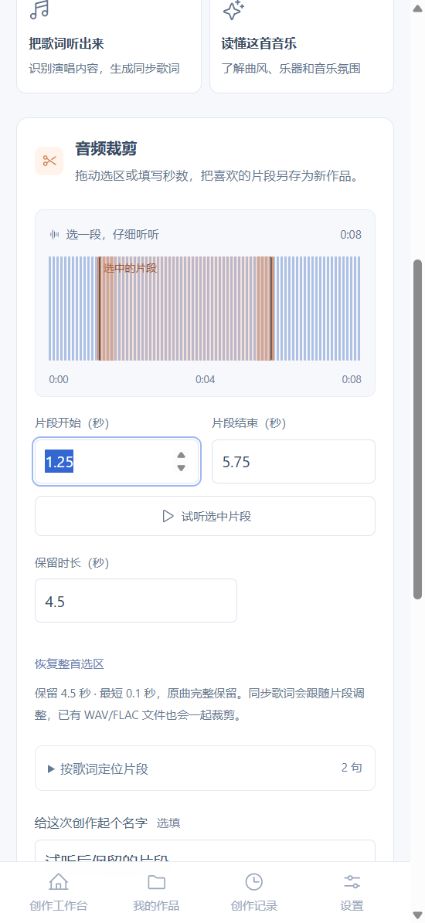 把歌词听出来
读懂这首音乐
识别演唱内容，生成同步歌词
了解曲风、乐器和音乐氛围
音频裁剪
拖动选区或填写秒数，把喜欢的片段另存为新作品。
选一段，仔细听听
0:08
选中的片段
0:00
0:04
0:08
片段开始（秒）
片段结束（秒）
1.25
5.75
试听选中片段
保留时长（秒）
4.5
恢复整首选区
保留 4.5 秒 · 最短 0.1 秒，原曲完整保留。同步歌词会跟随片段调
整，已有 WAV/FLAC 文件也会一起裁剪。
按歌词定位片段
2 句
给这次创作起个名字 选填
试听后保留的片段
创作工作台
我的作品
创作记录
设置